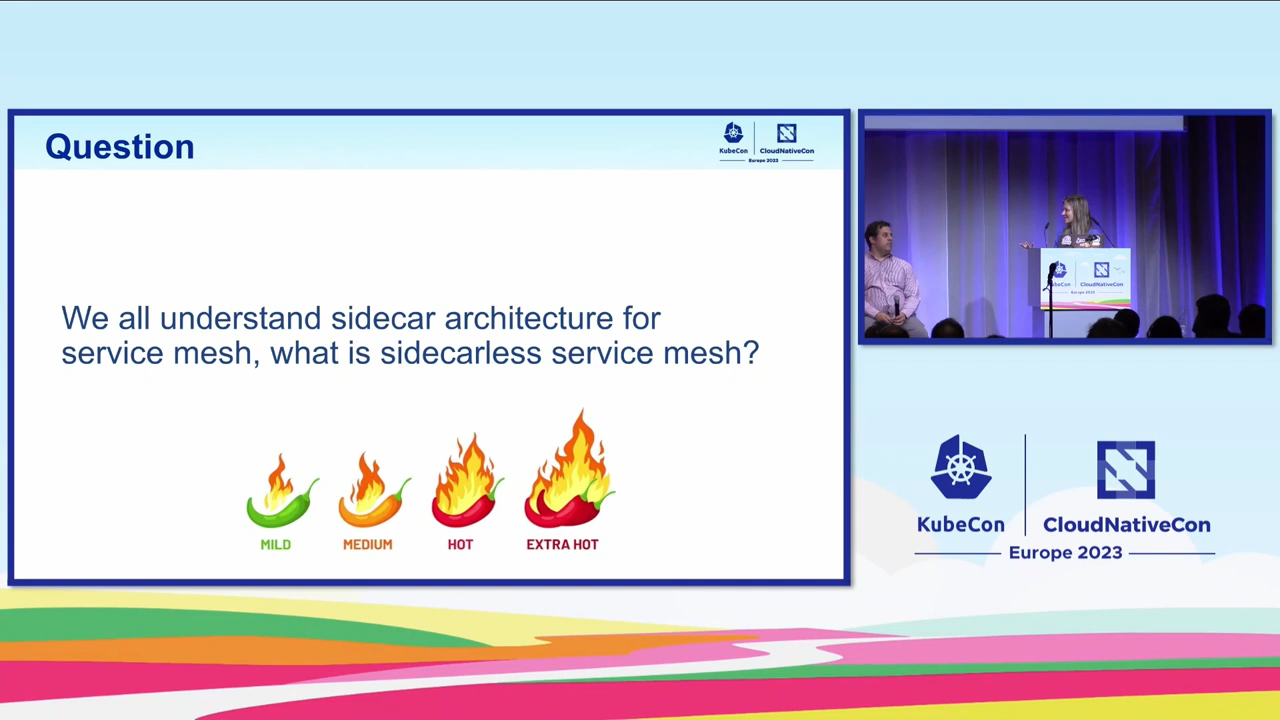 Question
KubeCon
CloudNativeCon
Europe 2023
We all understand sidecar architecture for
service mesh, what is sidecarless service mesh?
MILD
MEDIUM
HOT
EXTRA HOT
CloudNativeCon
Europe 2023
KubeCon
CloudNativeCon
Europe 2023